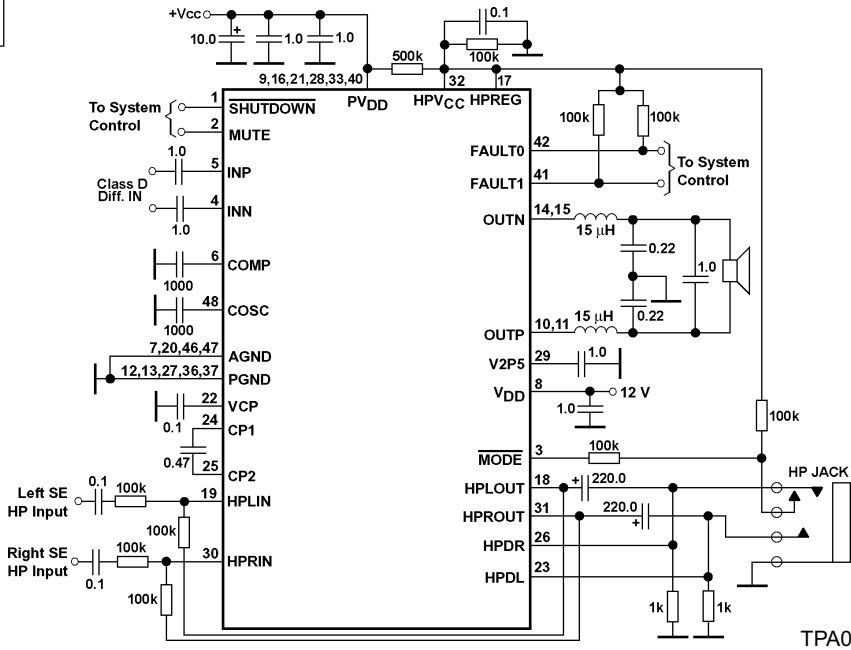 +Vcc
0.1
10.0 + 1.0 1.0
500k 100k
9,16,21,28,33,40 32 17
1 SHUTDOWN PVDD HPVCC HPREG
To System Control
2 MUTE
100k 100k
42 FAULT0
1.0
5 INP
To System Control
41 FAULT1
Class D Diff. IN
4 INN
14,15 OUTN
1.0
15 µH
0.22
6 COMP
1.0
1000
48 COSC
0.22
15 µH
1000
10,11 OUTP
7,20,46,47 AGND
29 V2P5
1.0
12,13,27,36,37 PGND
8 VDD
12 V
22 VCP
1.0
0.1
24 CP1
100k
3 MODE
100k
0.47
25 CP2
HP JACK
18 HPLOUT
+ 220.0
Left SE HP Input
0.1 100k
19 HPLIN
31 HPROUT
220.0 +
100k
26 HPDR
Right SE HP Input
0.1 100k
30 HPRIN
23 HPDL
100k
1k 1k
TPA0